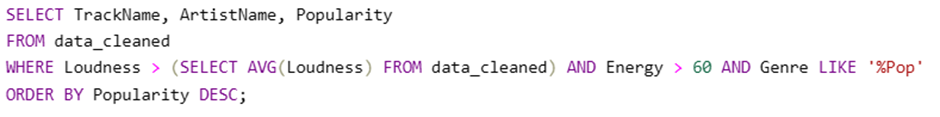 SELECT TrackName, ArtistName, Popularity
FROM data_cleaned
WHERE Loudness > (SELECT AVG(Loudness) FROM data_cleaned) AND Energy > 60 AND Genre LIKE '%Pop'
ORDER BY Popularity DESC;